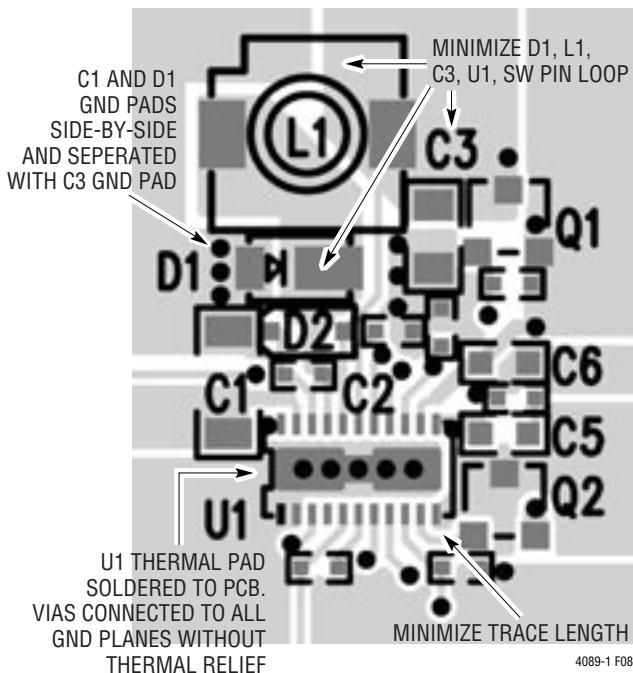 MINIMIZE D1, L1,
C3, U1, SW PIN LOOP
C1 AND D1
GND PADS
SIDE-BY-SIDE
AND SEPERATED
WITH C3 GND PAD
L1
C3
Q1
D1
D2
C6
C1
C2
C5
U1
Q2
U1 THERMAL PAD
SOLDERED TO PCB.
VIAS CONNECTED TO ALL
GND PLANES WITHOUT
THERMAL RELIEF
MINIMIZE TRACE LENGTH
4089-1 F08